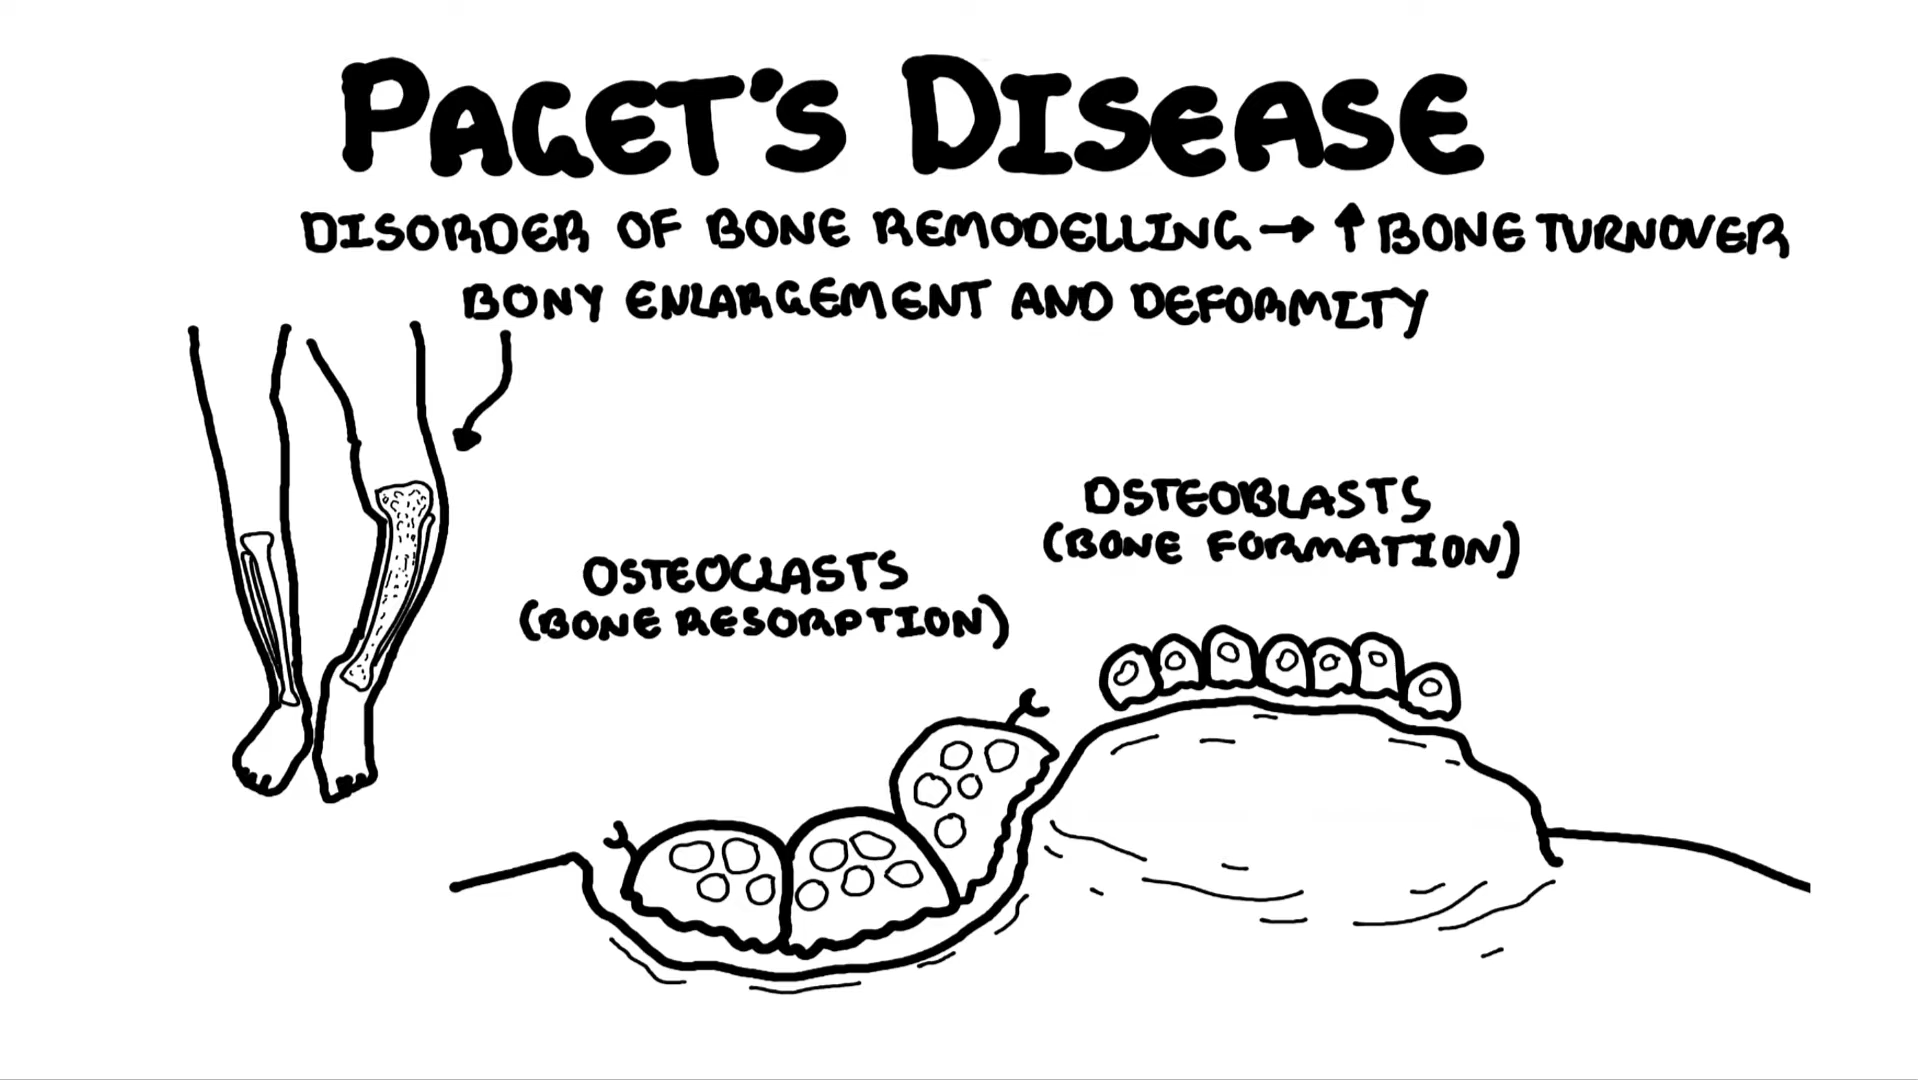 PAGET'S DISEASE
DISORDER OF BONE REMODELLING → ↑ BONE TURNOVER
BONY ENLARGEMENT AND DEFORMITY
OSTEOBLASTS
(BONE FORMATION)
OSTEOCLASTS
(BONE RESORPTION)